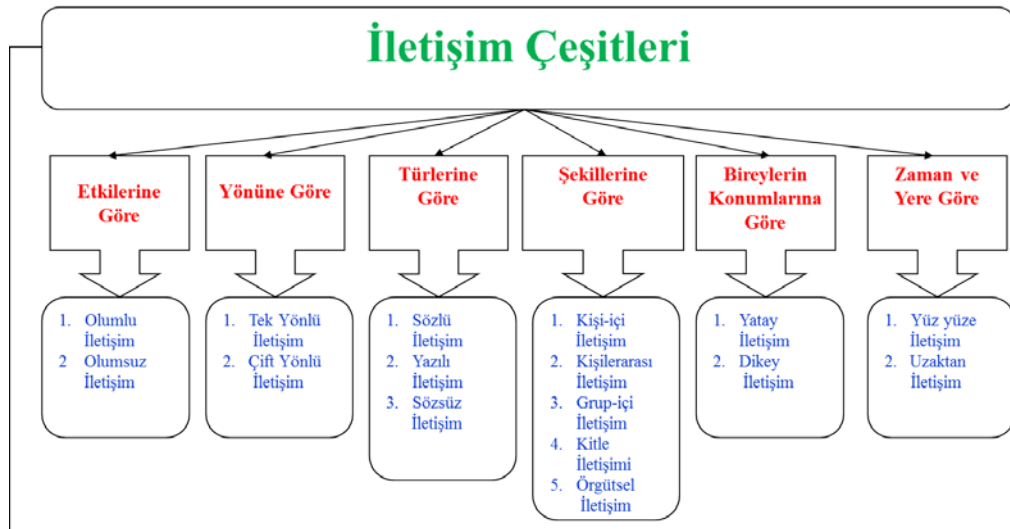 İletişim Çeşitleri
Etkilerine
Göre
Yönüne Göre
Türlerine
Göre
Şekillerine
Göre
Bireylerin
Konumlarına
Göre
Zaman ve
Yere Göre
1. Olumlu
İletişim
2 Olumsuz
İletişim
1. Tek Yönlü
İletişim
2. Çift Yönlü
İletişim
1. Sözlü
İletişim
2. Yazılı
İletişim
3. Sözsüz
İletişim
1. Kişi-içi
İletişim
2. Kişilerarası
İletişim
3. Grup-içi
İletişim
4. Kitle
İletişimi
5. Örgütsel
İletişim
1. Yatay
İletişim
2. Dikey
İletişim
1. Yüz yüze
İletişim
2. Uzaktan
İletişim